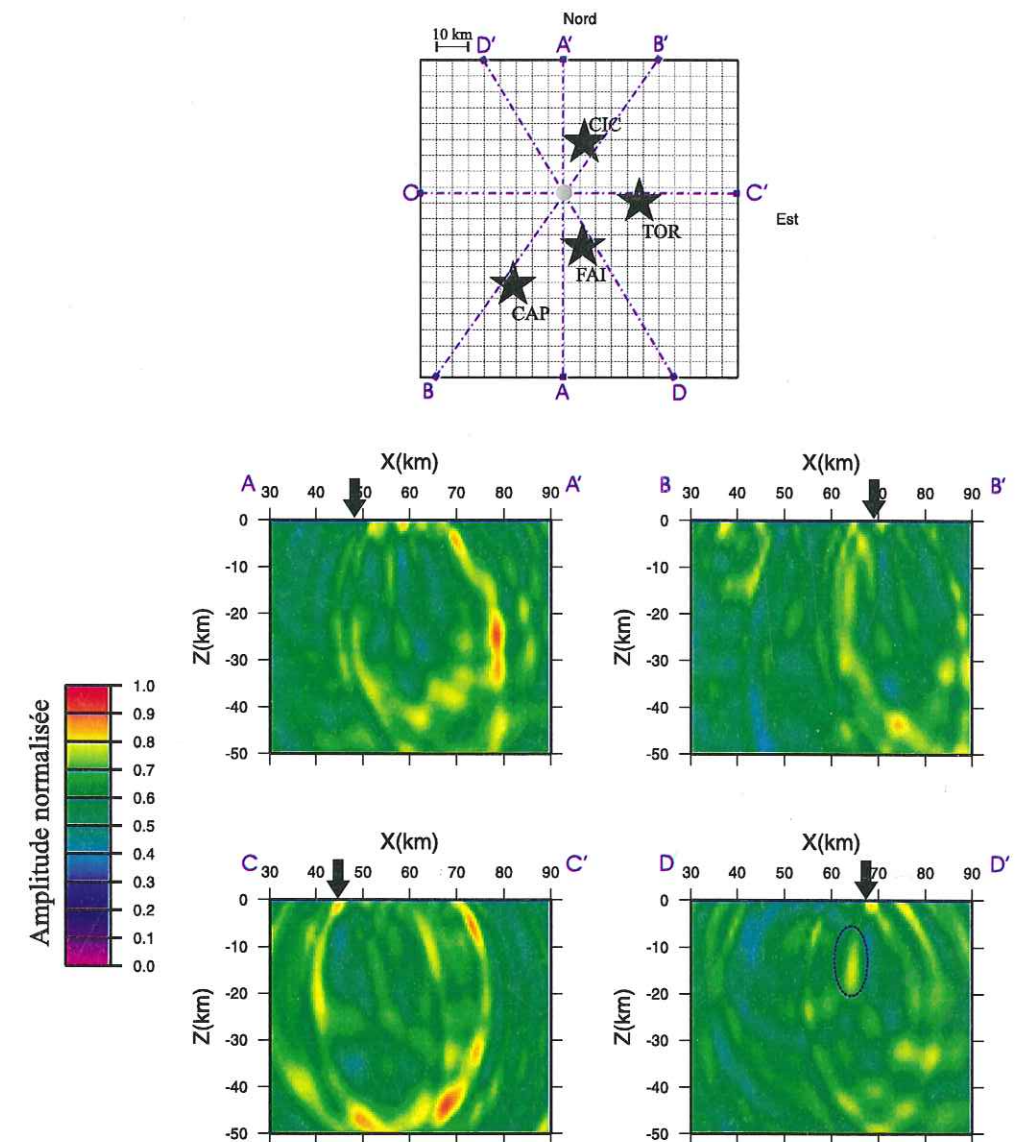 Nord
10 km
D' A' B'
CIC
C C'
Est
TOR
FAI
CAP
B A D
X(km)
A 30 40 50 60 70 80 90 A'
0
-10
-20
-30
-40
-50
Z(km)
X(km)
B 30 40 50 60 70 80 90 B'
0
-10
-20
-30
-40
-50
Z(km)
Amplitude normalisée
1.0
0.9
0.8
0.7
0.6
0.5
0.4
0.3
0.2
0.1
0.0
X(km)
C 30 40 50 60 70 80 90 C'
0
-10
-20
-30
-40
-50
Z(km)
X(km)
D 30 40 50 60 70 80 90 D'
0
-10
-20
-30
-40
-50
Z(km)